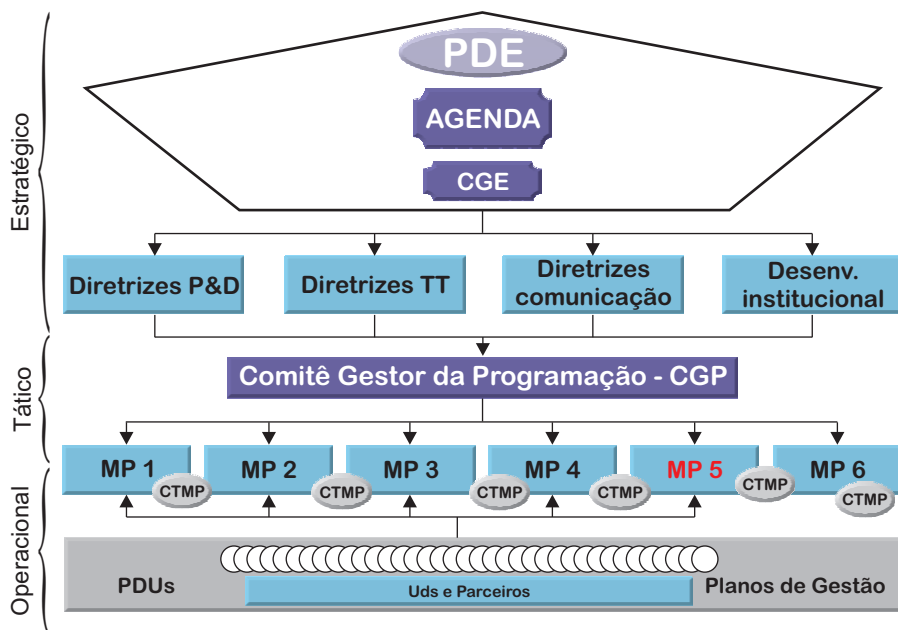 Estratégico
PDE
AGENDA
CGE
Diretrizes P&D
Diretrizes TT
Diretrizes
comunicação
Desenv.
institucional
Tático
Comitê Gestor da Programação - CGP
MP 1
MP 2
MP 3
MP 4
MP 5
MP 6
CTMP
CTMP
CTMP
CTMP
CTMP
CTMP
Operacional
PDUs
Uds e Parceiros
Planos de Gestão